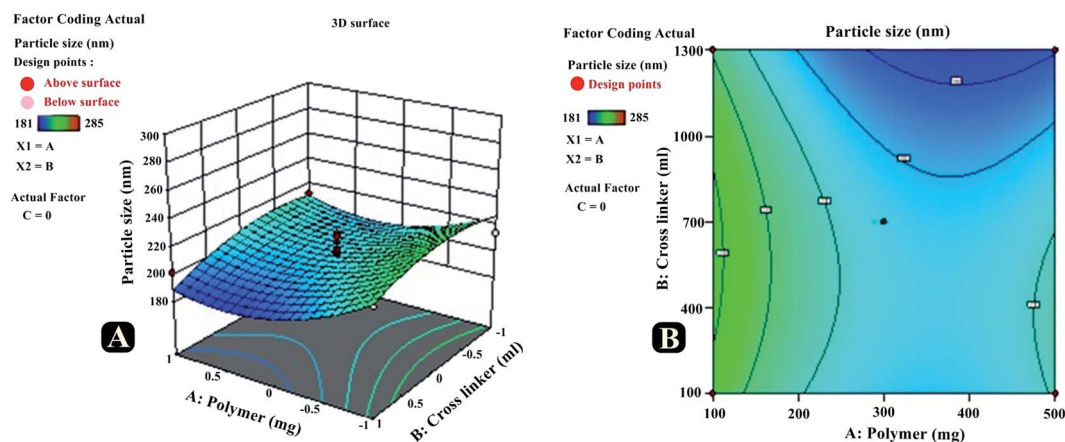 Factor Coding Actual
3D surface
Particle size (nm)
Design points :
Above surface
Below surface
181 285
X1 = A
X2 = B
Actual Factor
C = 0
Particle size (nm)
300
280
260
240
220
200
180
A
1
0.5
0
-0.5
-1
A: Polymer (mg)
1
0.5
0
-0.5
-1
B: Cross linker (ml)
Factor Coding Actual
Particle size (nm)
Particle size (nm)
Design points
181 285
X1 = A
X2 = B
Actual Factor
C = 0
B: Cross linker (ml)
1300
1000
700
400
100
B
100 200 300 400 500
A: Polymer (mg)